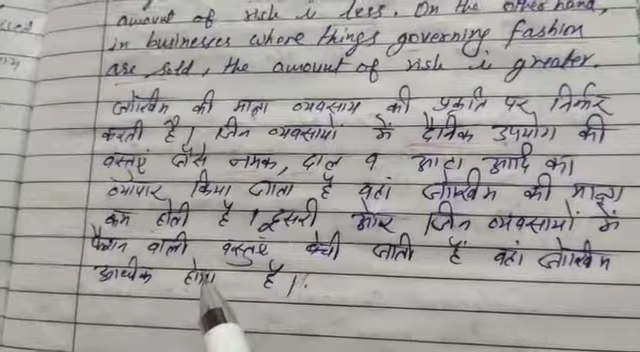 amount of risk is less. On the other hand,
in businesses where things governing fashion
are sold, the amount of risk is greater.
जोखिम की मात्रा व्यवसाय की प्रकृति पर निर्भर
करती है। जिन व्यवसायों में दैनिक उपयोग की
वस्तुएं जैसे नमक, दाल व आटा आदि का
व्यापार किया जाता है वहां जोखिम की मात्रा
कम होती है। दूसरी ओर जिन व्यवसायों में
फैशन वाली वस्तुएं बेची जाती हैं वहां जोखिम
अधिक होता है।